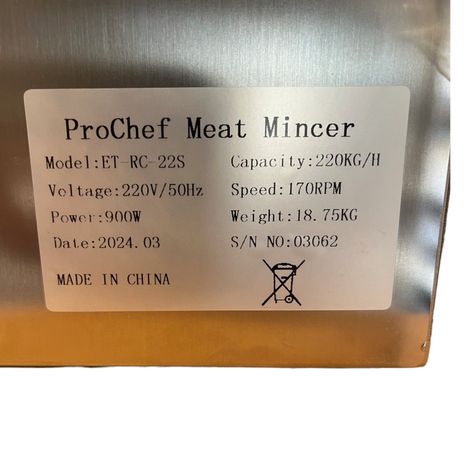 ProChef Meat Mincer
Model:ET-RC-22S Capacity:220KG/H
Voltage:220V/50Hz Speed:170RPM
Power:900W Weight:18.75KG
Date:2024.03 S/N NO:03062
MADE IN CHINA